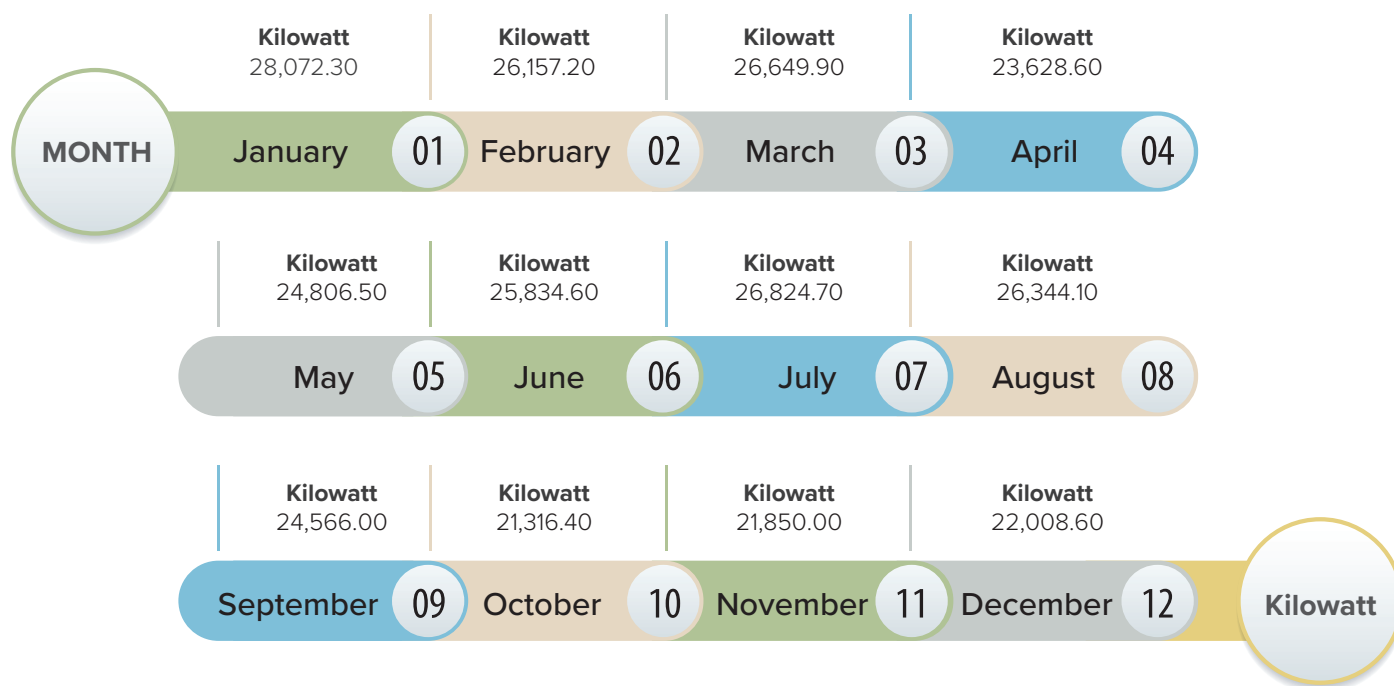 Kilowatt Kilowatt Kilowatt Kilowatt
28,072.30 26,157.20 26,649.90 23,628.60
MONTH January 01 February 02 March 03 April 04
Kilowatt Kilowatt Kilowatt Kilowatt
24,806.50 25,834.60 26,824.70 26,344.10
May 05 June 06 July 07 August 08
Kilowatt Kilowatt Kilowatt Kilowatt
24,566.00 21,316.40 21,850.00 22,008.60
September 09 October 10 November 11 December 12 Kilowatt